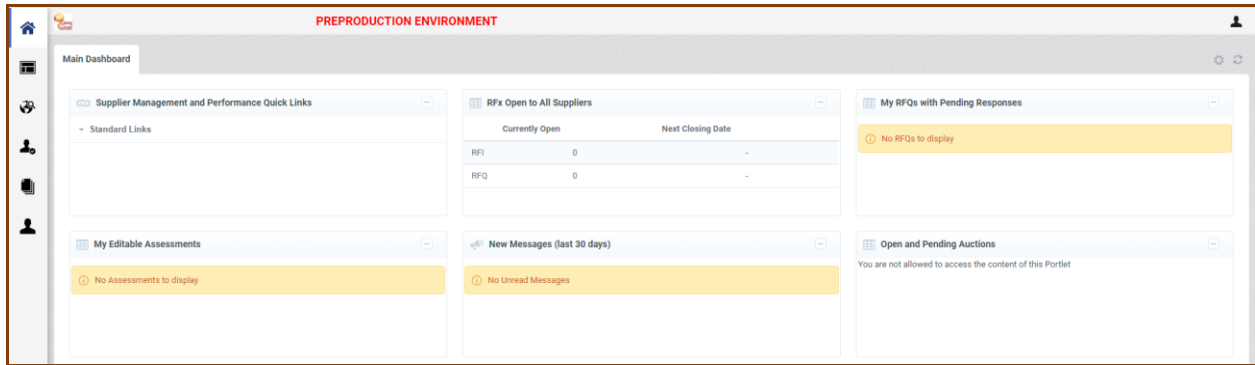 PREPRODUCTION ENVIRONMENT
Main Dashboard
Supplier Management and Performance Quick Links
Standard Links
RFx Open to All Suppliers
Currently Open Next Closing Date
RFI 0 -
RFQ 0 -
My RFQs with Pending Responses
No RFQs to display
My Editable Assessments
No Assessments to display
New Messages (last 30 days)
No Unread Messages
Open and Pending Auctions
You are not allowed to access the content of this Portlet